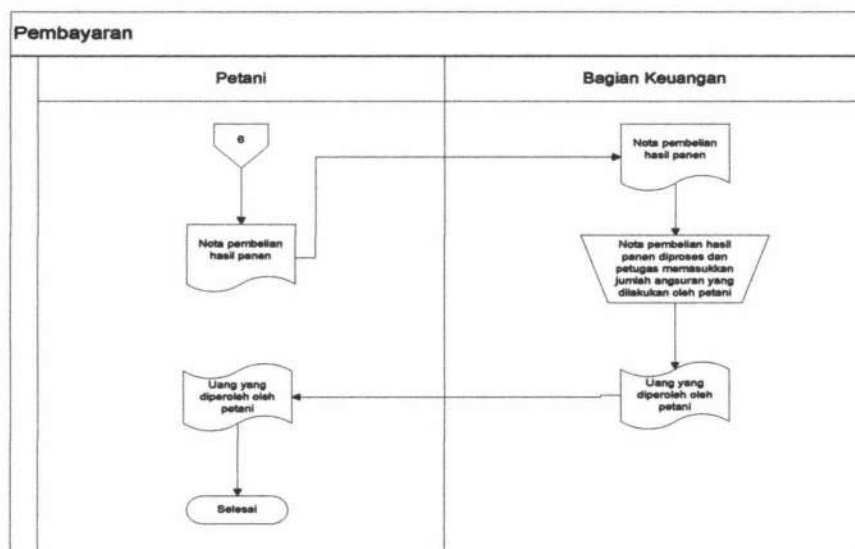 Pembayaran
Petani
Bagian Keuangan
6
Nota pembelian
hasil panen
Nota pembelian
hasil panen
Nota pembelian hasil
panen diproses dan
petugas memasukkan
jumlah angsuran yang
dilakukan oleh petani
Uang yang
diperoleh oleh
petani
Uang yang
diperoleh oleh
petani
Selesai